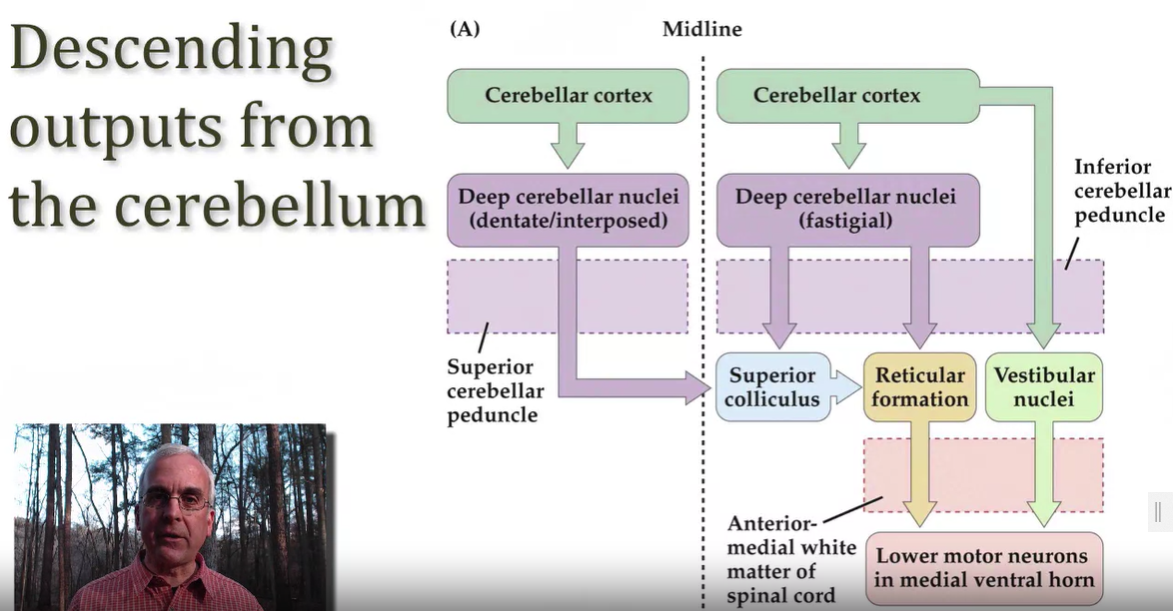 Descending
outputs from
the cerebellum
(A)
Midline
Cerebellar cortex
Cerebellar cortex
Deep cerebellar nuclei
(dentate/interposed)
Deep cerebellar nuclei
(fastigial)
Inferior
cerebellar
peduncle
Superior
cerebellar
peduncle
Superior
colliculus
Reticular
formation
Vestibular
nuclei
Anterior-
medial white
matter of
spinal cord
Lower motor neurons
in medial ventral horn